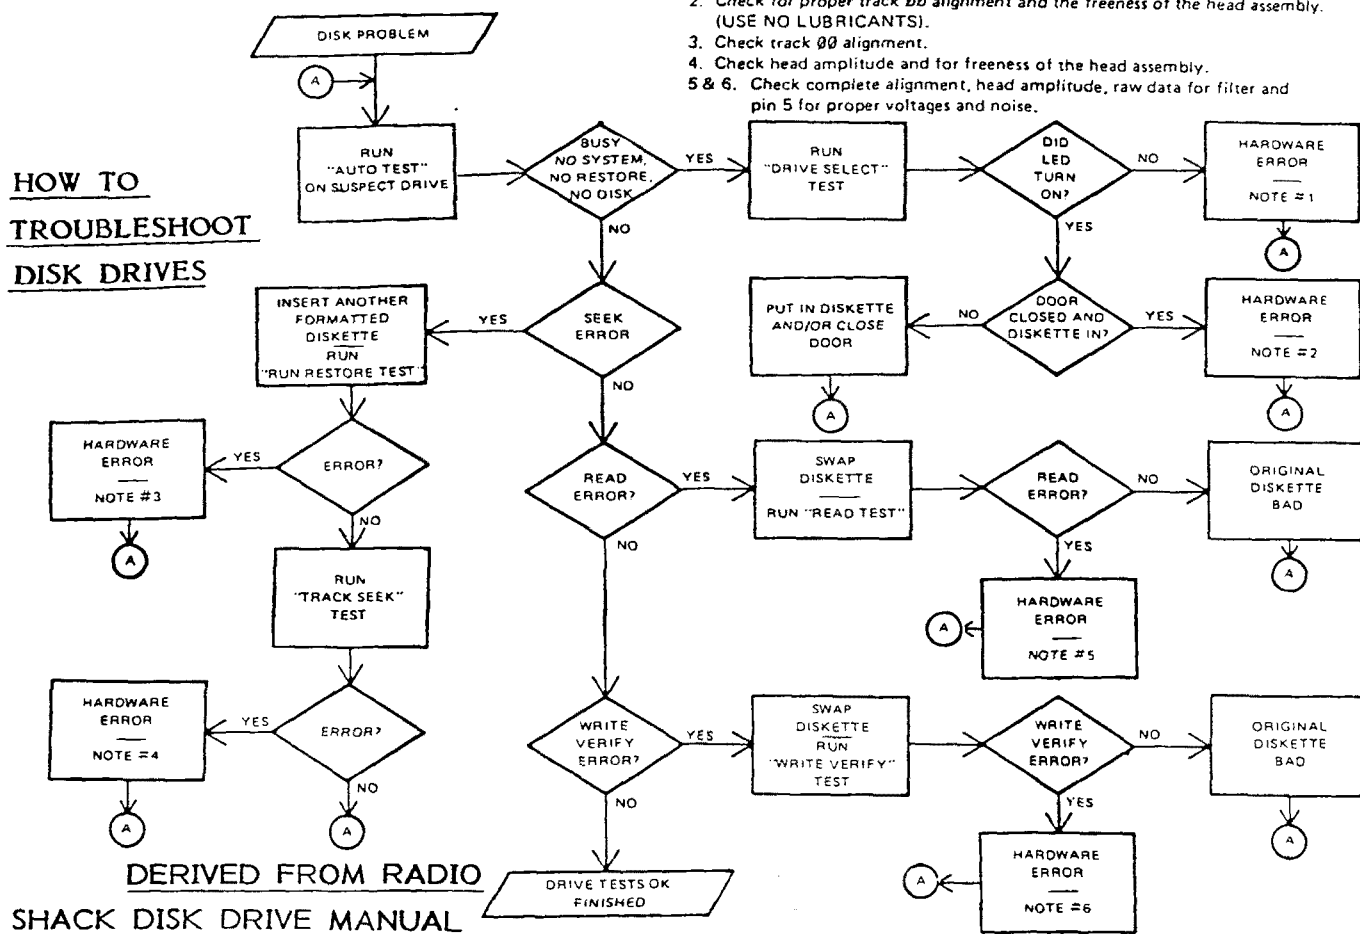 2. Check for proper track 00 alignment and the freeness of the head assembly.
(USE NO LUBRICANTS).
3. Check track 00 alignment.
4. Check head amplitude and for freeness of the head assembly.
5 & 6. Check complete alignment, head amplitude, raw data for filter and
pin 5 for proper voltages and noise.
HOW TO
TROUBLESHOOT
DISK DRIVES
DISK PROBLEM
A
RUN
"AUTO TEST"
ON SUSPECT DRIVE
BUSY
NO SYSTEM,
NO RESTORE,
NO DISK
YES
NO
RUN
"DRIVE SELECT"
TEST
DID
LED
TURN
ON?
NO
YES
HARDWARE
ERROR
NOTE #1
A
DOOR
CLOSED AND
DISKETTE IN?
NO
YES
PUT IN DISKETTE
AND/OR CLOSE
DOOR
A
HARDWARE
ERROR
NOTE #2
A
SEEK
ERROR
YES
NO
INSERT ANOTHER
FORMATTED
DISKETTE
RUN
"RUN RESTORE TEST"
ERROR?
YES
NO
HARDWARE
ERROR
NOTE #3
A
RUN
"TRACK SEEK"
TEST
ERROR?
YES
NO
HARDWARE
ERROR
NOTE #4
A
A
READ
ERROR?
YES
NO
SWAP
DISKETTE
RUN "READ TEST"
READ
ERROR?
NO
YES
ORIGINAL
DISKETTE
BAD
A
HARDWARE
ERROR
NOTE #5
A
WRITE
VERIFY
ERROR?
YES
NO
SWAP
DISKETTE
RUN
"WRITE VERIFY"
TEST
WRITE
VERIFY
ERROR?
NO
YES
ORIGINAL
DISKETTE
BAD
A
HARDWARE
ERROR
NOTE #6
A
DRIVE TESTS OK
FINISHED
DERIVED FROM RADIO
SHACK DISK DRIVE MANUAL